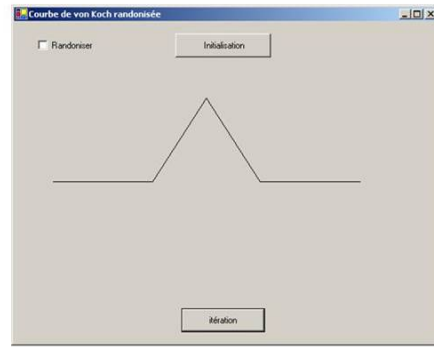 Courbe de von Koch randonisée
Randoniser
Initialisation
itération